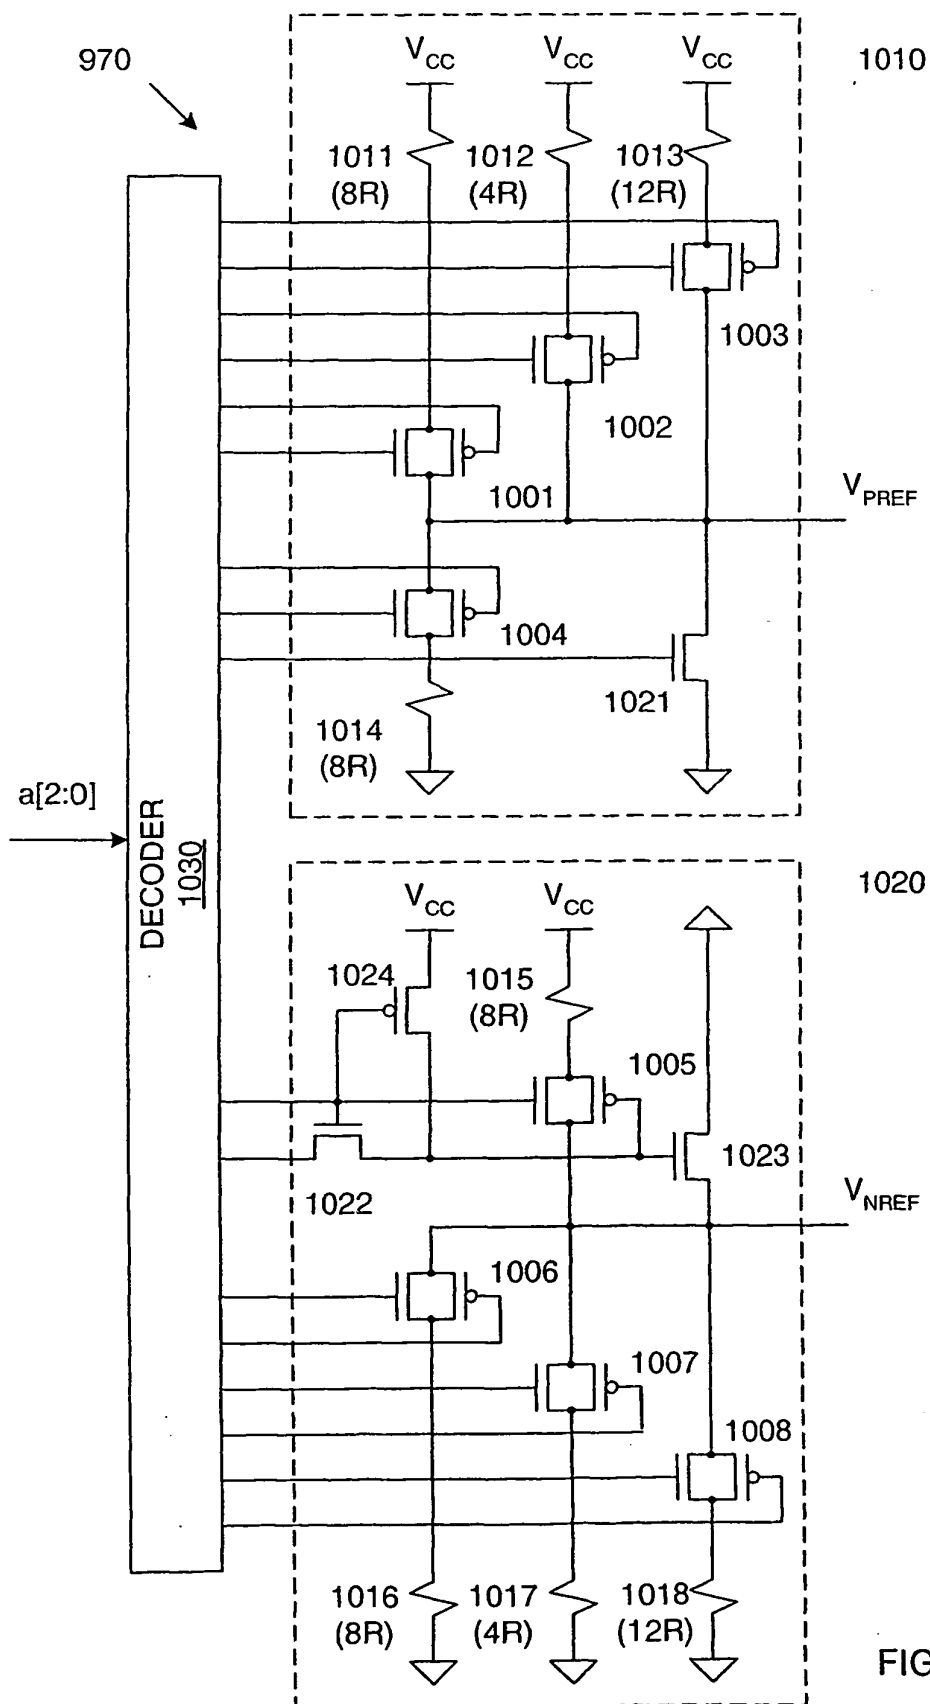 970
1010
V_CC V_CC V_CC
1011
(8R)
1012
(4R)
1013
(12R)
1003
1002
1001
V_PREF
1004
1021
1014
(8R)
a[2:0]
DECODER
1030
1020
V_CC V_CC
1024
1015
(8R)
1005
1023
1022
V_NREF
1006
1007
1008
1016
(8R)
1017
(4R)
1018
(12R)
FIG